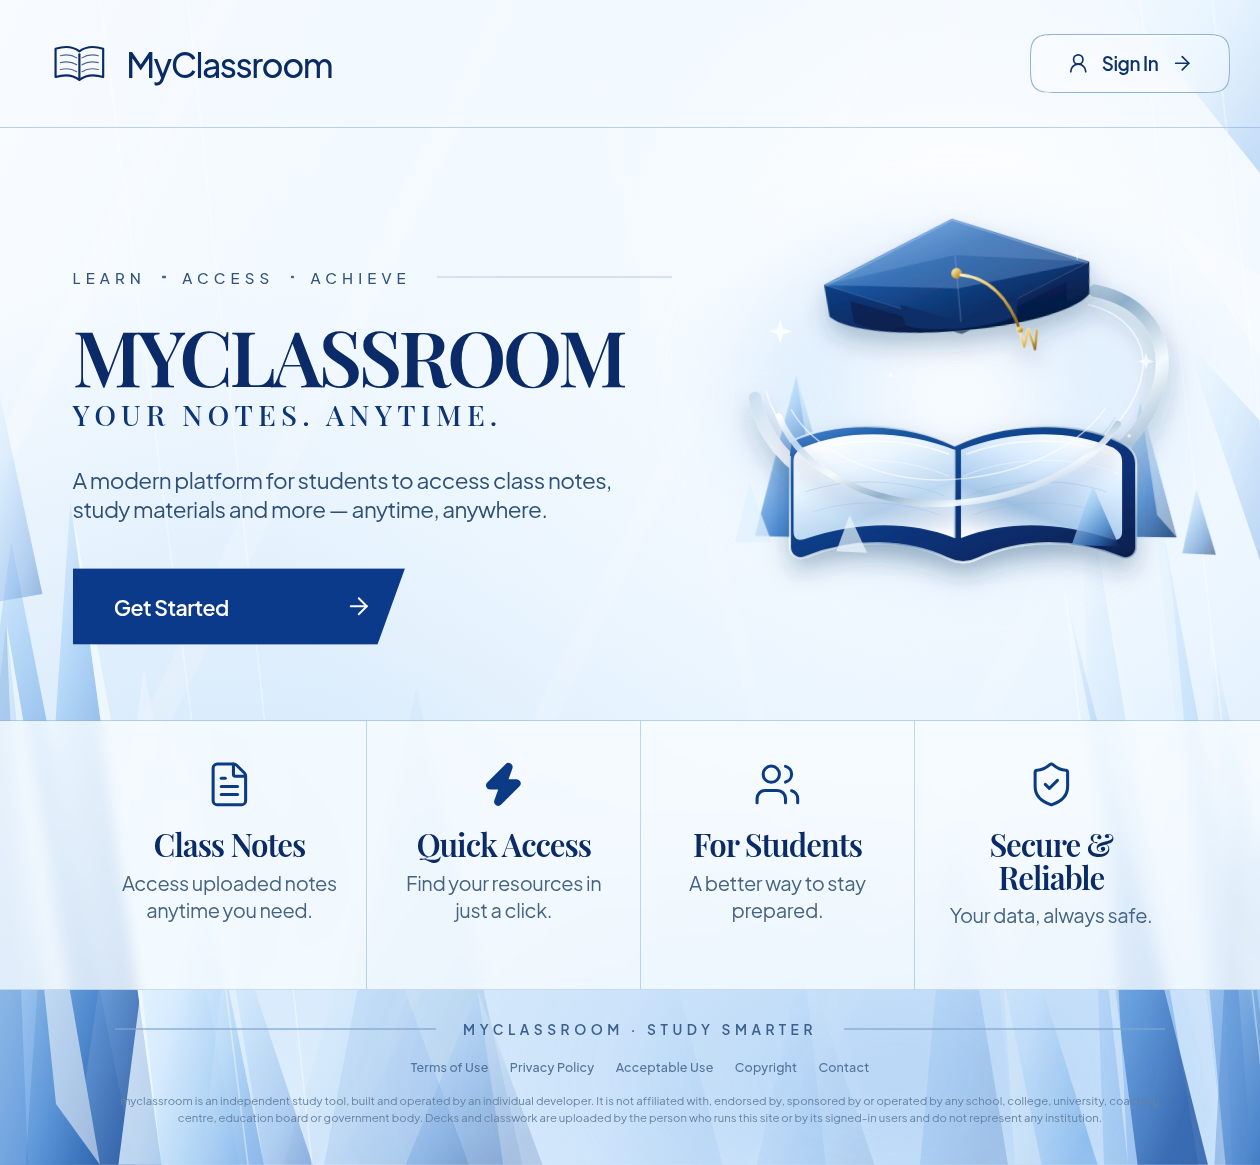 MyClassroom
Sign In
LEARN · ACCESS · ACHIEVE
MYCLASSROOM
YOUR NOTES. ANYTIME.
A modern platform for students to access class notes,
study materials and more — anytime, anywhere.
Get Started
Class Notes
Access uploaded notes
anytime you need.
Quick Access
Find your resources in
just a click.
For Students
A better way to stay
prepared.
Secure &
Reliable
Your data, always safe.
MYCLASSROOM · STUDY SMARTER
Terms of Use Privacy Policy Acceptable Use Copyright Contact
myclassroom is an independent study tool, built and operated by an individual developer. It is not affiliated with, endorsed by, sponsored by or operated by any school, college, university,
centre, education board or government body. Decks and classwork are uploaded by the person who runs this site or by its signed-in users and do not represent any institution.